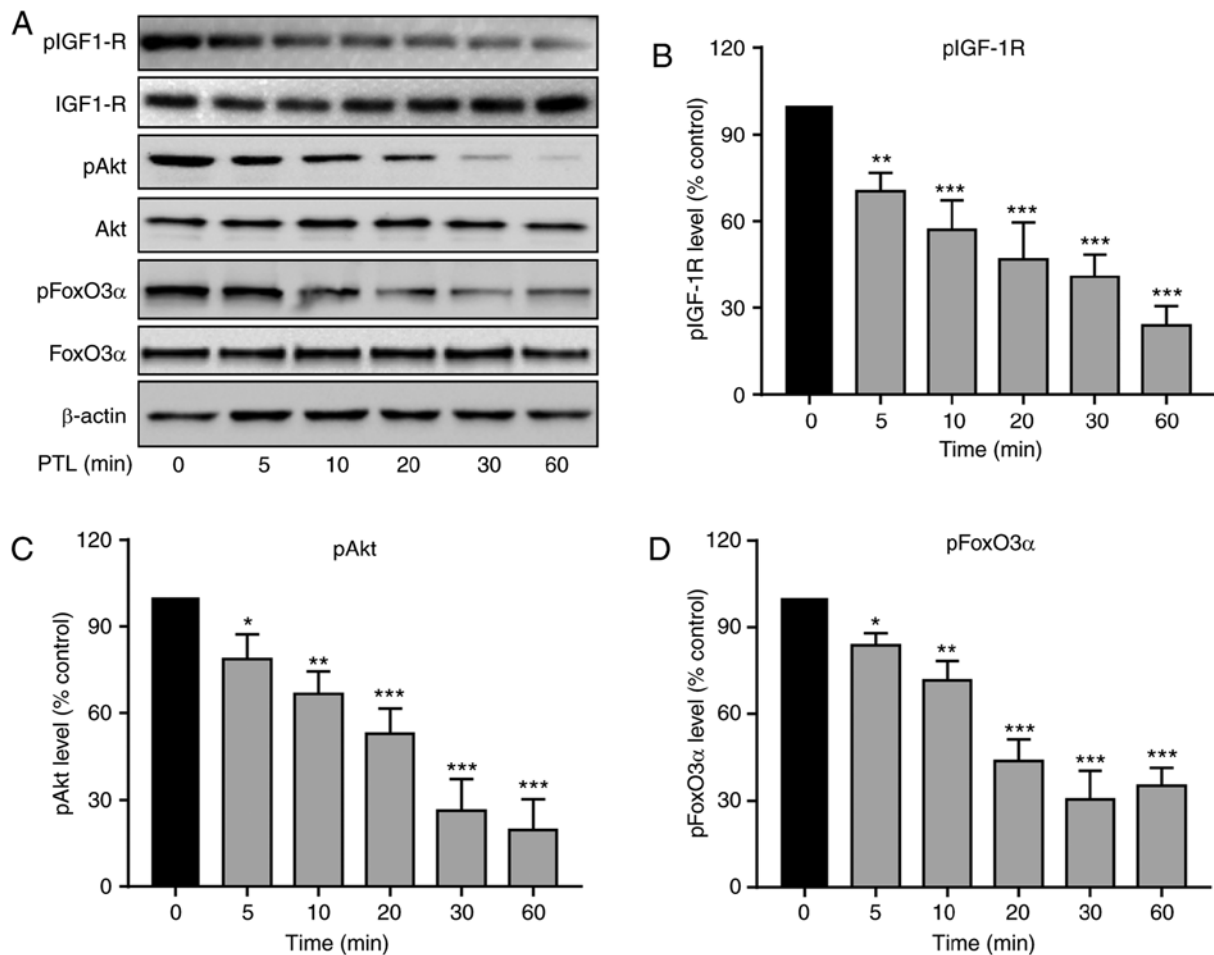 A
pIGF1-R
IGF1-R
pAkt
Akt
pFoxO3α
FoxO3α
β-actin
PTL (min) 0 5 10 20 30 60
B
pIGF-1R
pIGF-1R level (% control)
120
90
60
30
0
**
***
***
***
***
0 5 10 20 30 60
Time (min)
C
pAkt
pAkt level (% control)
120
90
60
30
0
*
**
***
***
***
0 5 10 20 30 60
Time (min)
D
pFoxO3α
pFoxO3α level (% control)
120
90
60
30
0
*
**
***
***
***
0 5 10 20 30 60
Time (min)